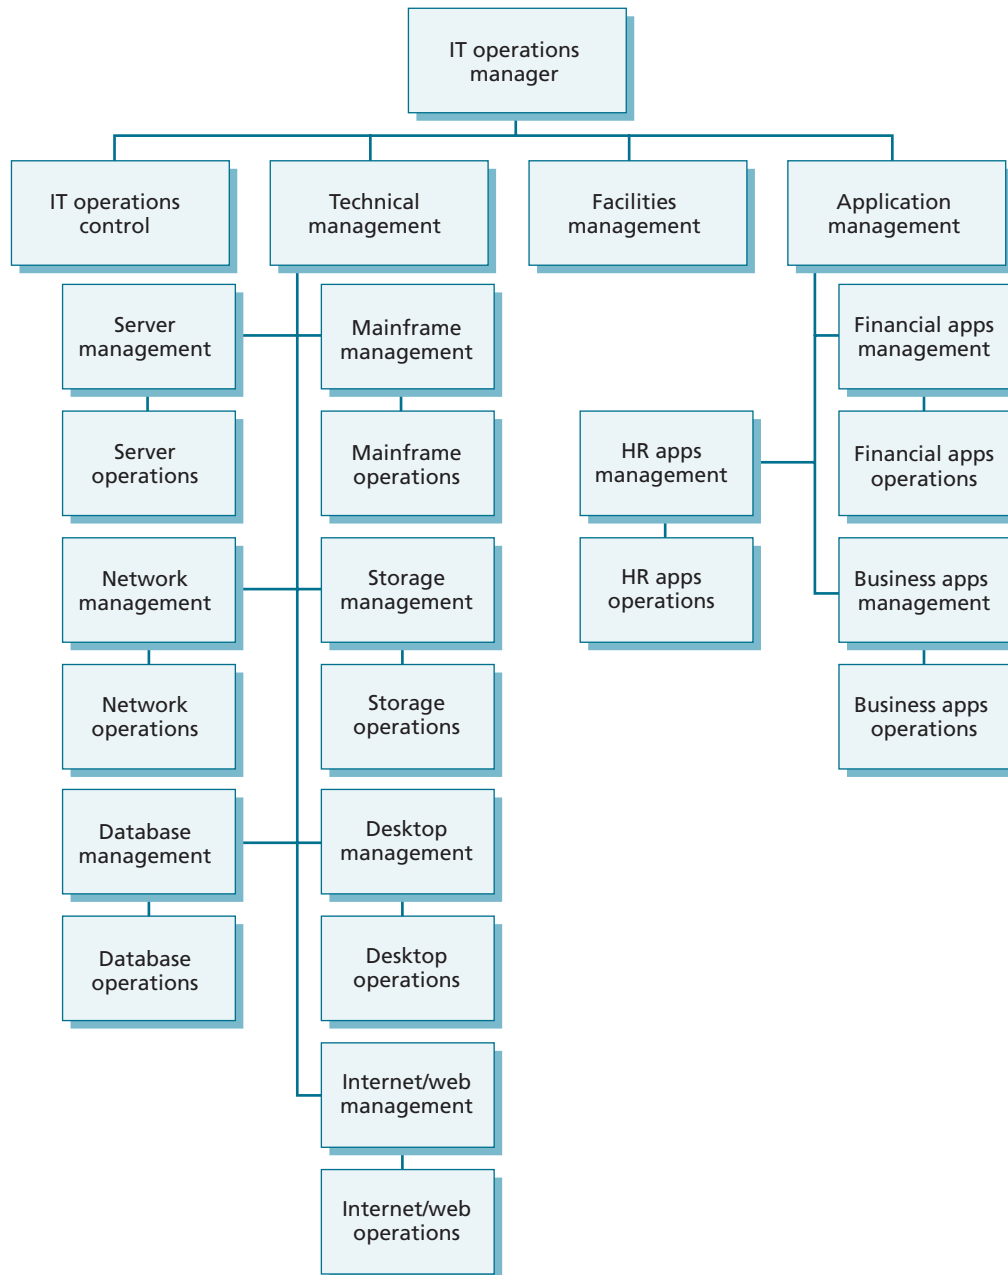 IT operations
manager
IT operations
control
Technical
management
Facilities
management
Application
management
Server
management
Mainframe
management
Financial apps
management
Server
operations
Mainframe
operations
HR apps
management
Financial apps
operations
Network
management
Storage
management
HR apps
operations
Business apps
management
Network
operations
Storage
operations
Business apps
operations
Database
management
Desktop
management
Database
operations
Desktop
operations
Internet/web
management
Internet/web
operations